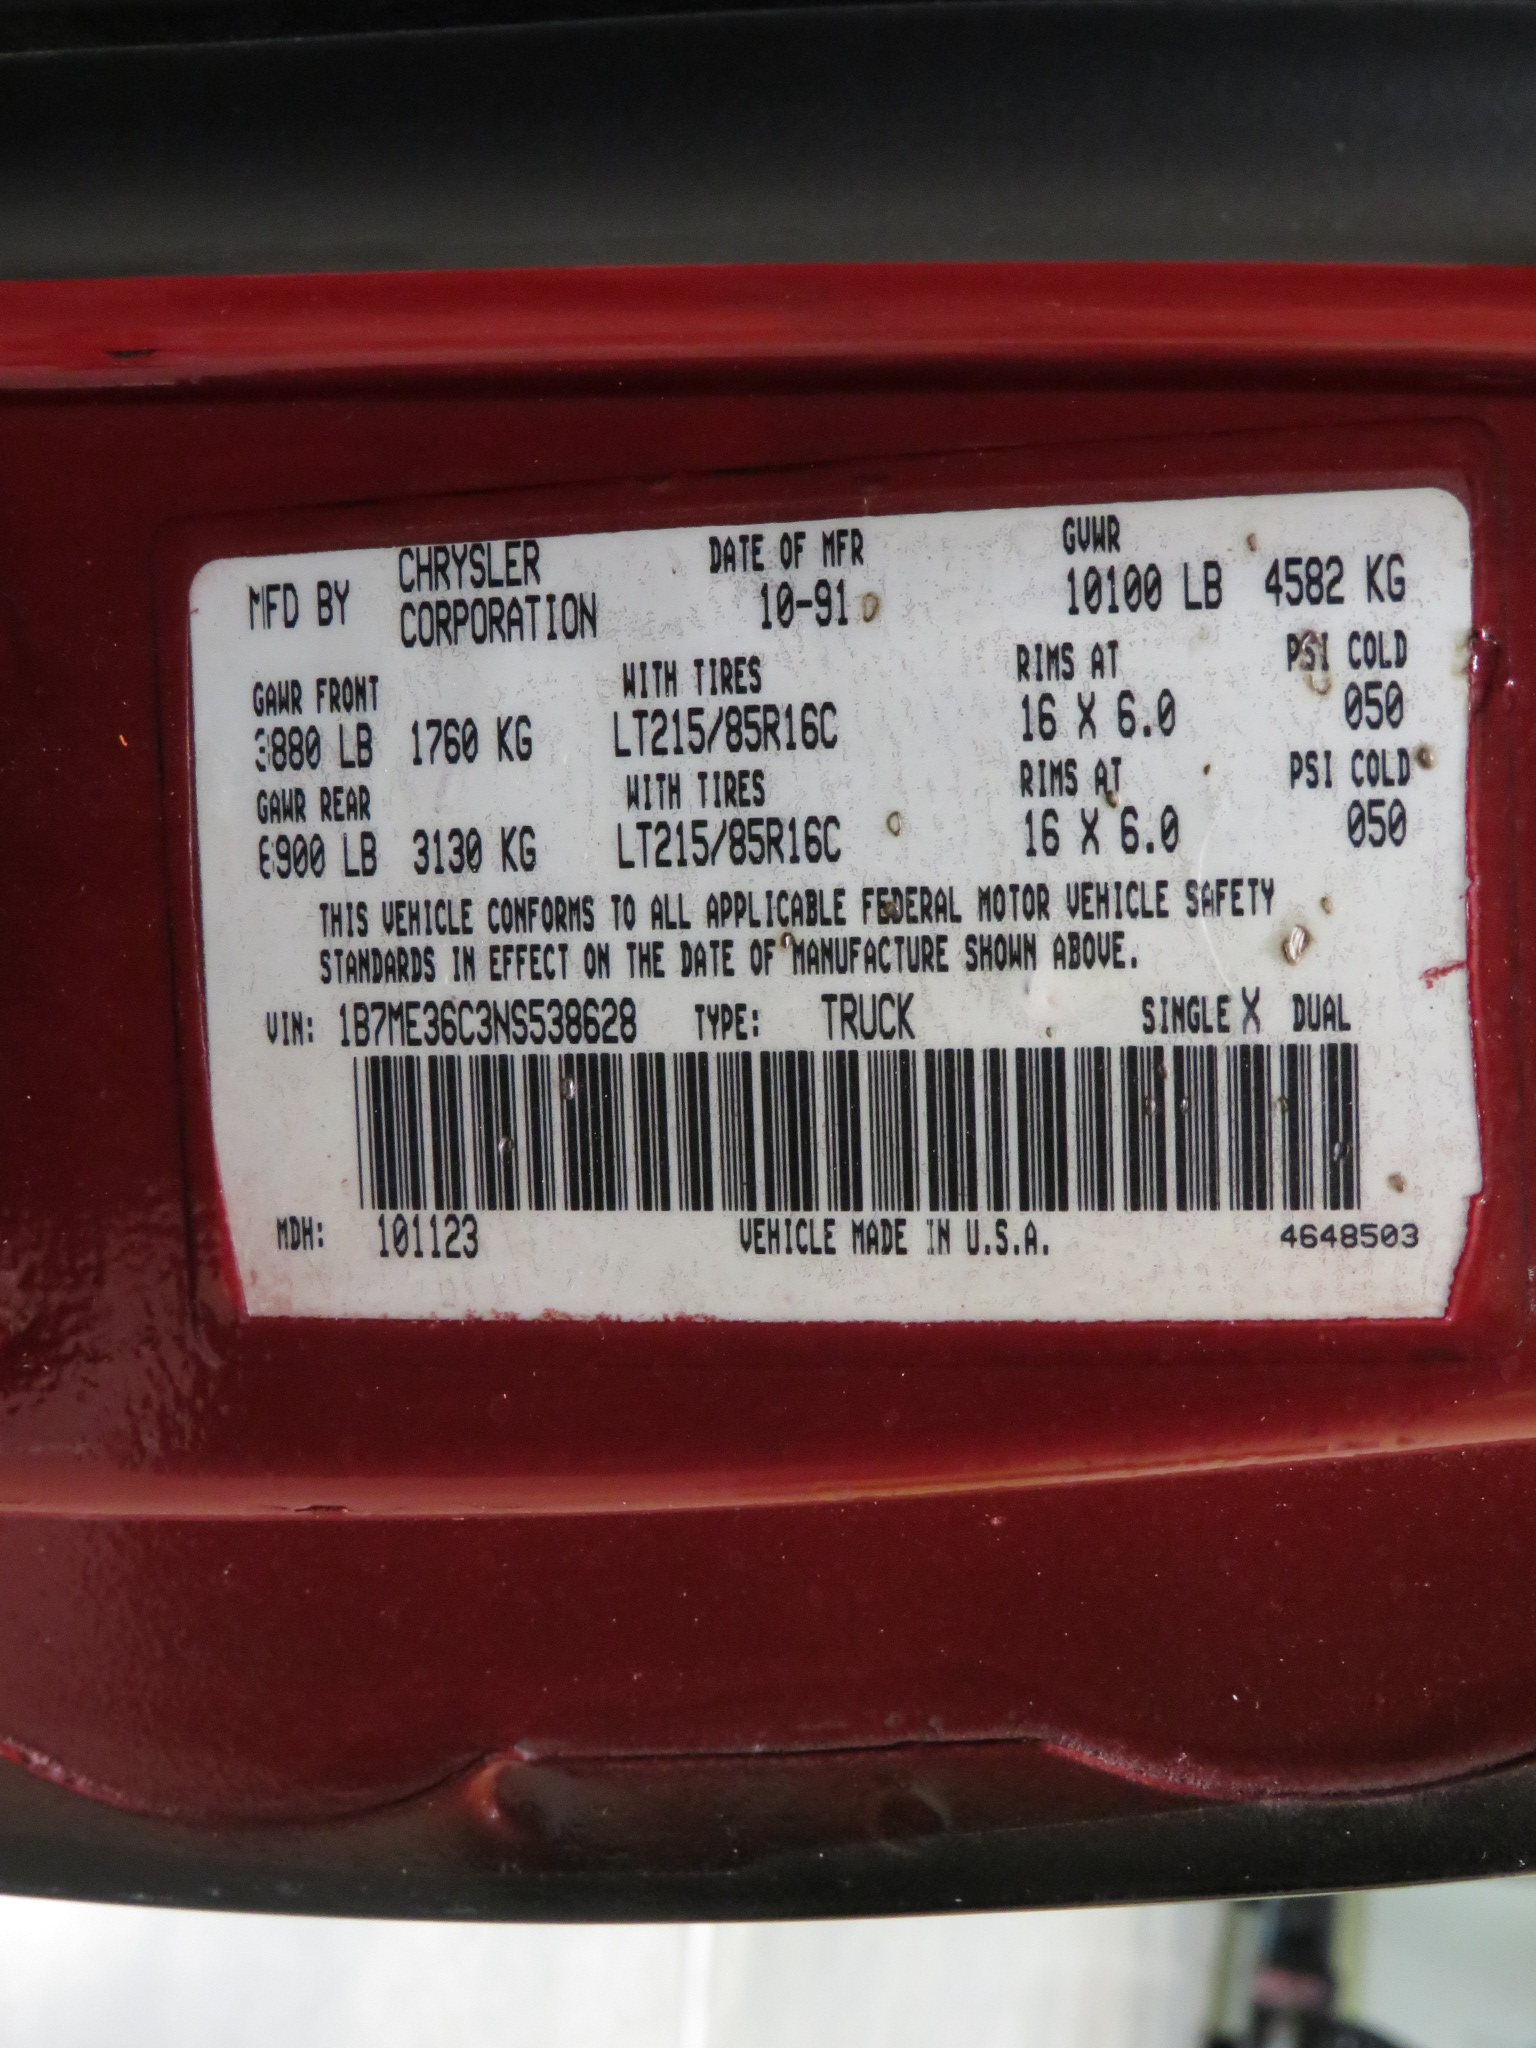 MFD BY CHRYSLER CORPORATION DATE OF MFR 10-91 GVWR 10100 LB 4582 KG
GAWR FRONT WITH TIRES RIMS AT PSI COLD
3880 LB 1760 KG LT215/85R16C 16 X 6.0 050
GAWR REAR WITH TIRES RIMS AT PSI COLD
6900 LB 3130 KG LT215/85R16C 16 X 6.0 050
THIS VEHICLE CONFORMS TO ALL APPLICABLE FEDERAL MOTOR VEHICLE SAFETY
STANDARDS IN EFFECT ON THE DATE OF MANUFACTURE SHOWN ABOVE.
VIN: 1B7ME36C3NS538628 TYPE: TRUCK SINGLE X DUAL
MDH: 101123 VEHICLE MADE IN U.S.A. 4648503